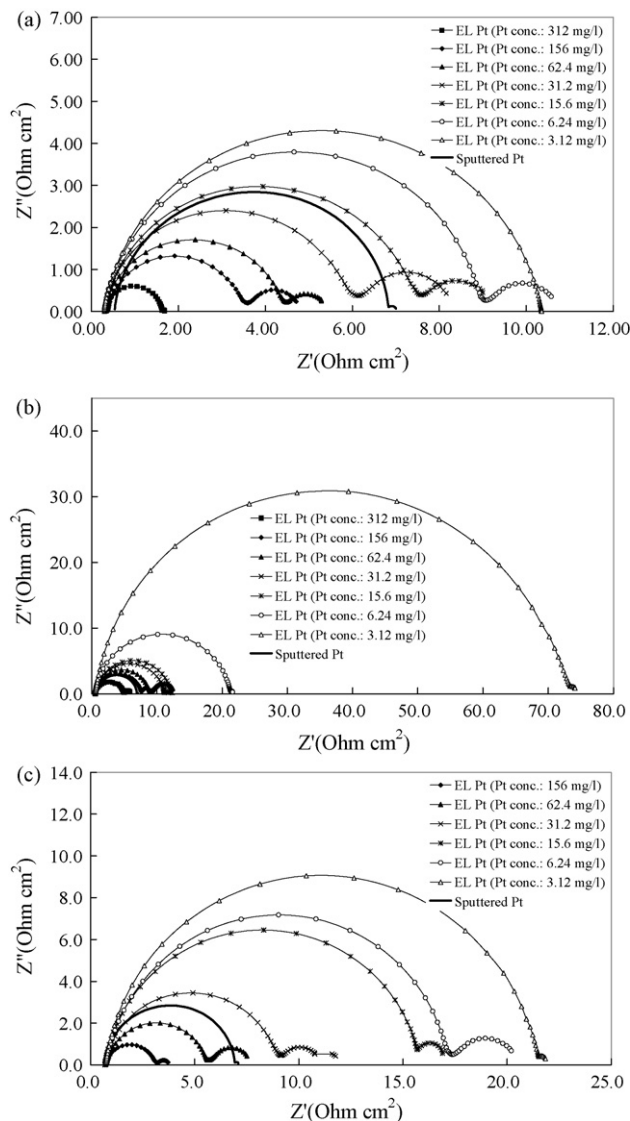 (a)
7.00
6.00
5.00
4.00
3.00
2.00
1.00
0.00
Z"(Ohm cm²)
EL Pt (Pt conc.: 312 mg/l)
EL Pt (Pt conc.: 156 mg/l)
EL Pt (Pt conc.: 62.4 mg/l)
EL Pt (Pt conc.: 31.2 mg/l)
EL Pt (Pt conc.: 15.6 mg/l)
EL Pt (Pt conc.: 6.24 mg/l)
EL Pt (Pt conc.: 3.12 mg/l)
Sputtered Pt
0.00 2.00 4.00 6.00 8.00 10.00 12.00
Z'(Ohm cm²)
(b)
40.0
30.0
20.0
10.0
0.0
Z"(Ohm cm²)
EL Pt (Pt conc.: 312 mg/l)
EL Pt (Pt conc.: 156 mg/l)
EL Pt (Pt conc.: 62.4 mg/l)
EL Pt (Pt conc.: 31.2 mg/l)
EL Pt (Pt conc.: 15.6 mg/l)
EL Pt (Pt conc.: 6.24 mg/l)
EL Pt (Pt conc.: 3.12 mg/l)
Sputtered Pt
0.0 10.0 20.0 30.0 40.0 50.0 60.0 70.0 80.0
Z'(Ohm cm²)
(c)
14.0
12.0
10.0
8.0
6.0
4.0
2.0
0.0
Z"(Ohm cm²)
EL Pt (Pt conc.: 156 mg/l)
EL Pt (Pt conc.: 62.4 mg/l)
EL Pt (Pt conc.: 31.2 mg/l)
EL Pt (Pt conc.: 15.6 mg/l)
EL Pt (Pt conc.: 6.24 mg/l)
EL Pt (Pt conc.: 3.12 mg/l)
Sputtered Pt
0.0 5.0 10.0 15.0 20.0 25.0
Z'(Ohm cm²)